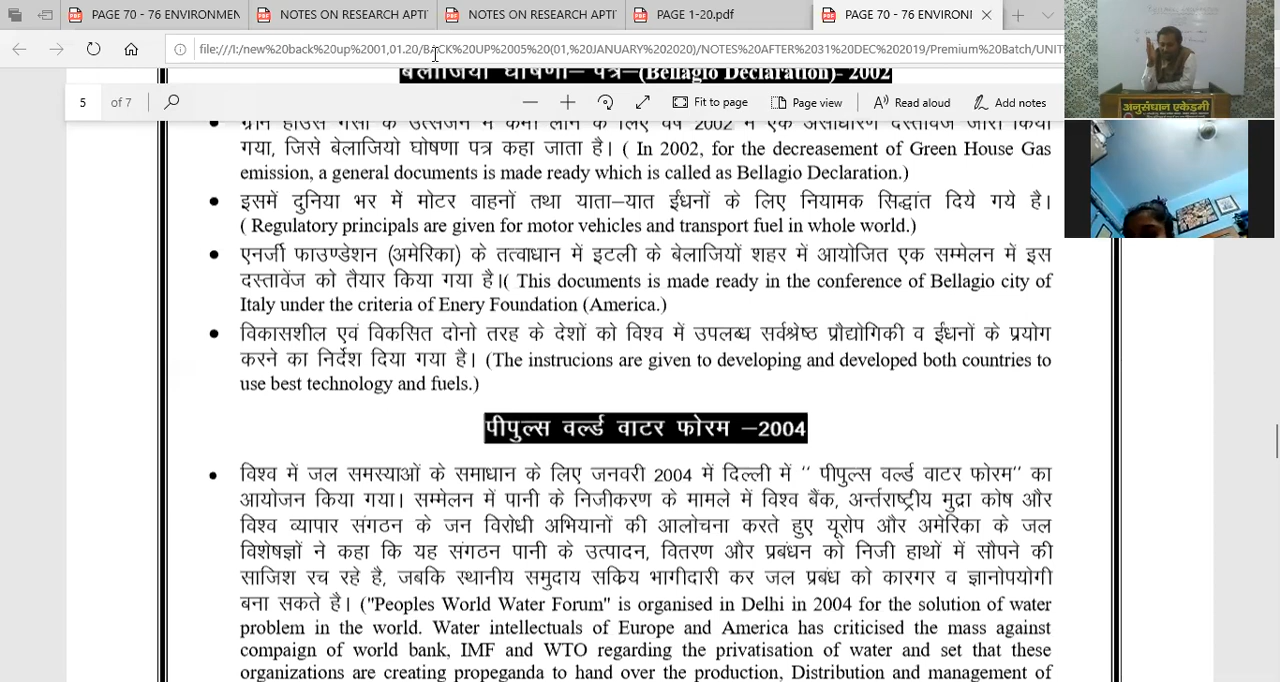 PAGE 70 - 76 ENVIRONMEN
NOTES ON RESEARCH APTI
NOTES ON RESEARCH APTI
PAGE 1-20.pdf
PAGE 70 - 76 ENVIRONI
file:///I:/new%20back%20up%2001,01.20/BACK%20UP%2005%20(01,%20JANUARY%202020)/NOTES%20AFTER%2031%20DEC%202019/Premium%20Batch/UNIT
बेलाजियो घोषणा– पत्र–(Bellagio Declaration)- 2002
5 of 7
Fit to page
Page view
Read aloud
Add notes
अनुसंधान एकेडमी
ग्रीन हाउस गैसों के उत्सर्जन में कमी लाने के लिए वर्ष 2002 में एक असाधारण दस्तावेज जारी किया
गया, जिसे बेलाजियो घोषणा पत्र कहा जाता है। ( In 2002, for the decreasement of Green House Gas
emission, a general documents is made ready which is called as Bellagio Declaration.)
• इसमें दुनिया भर में मोटर वाहनों तथा याता–यात ईंधनों के लिए नियामक सिद्वांत दिये गये है।
( Regulatory principals are given for motor vehicles and transport fuel in whole world.)
• एनर्जी फाउण्डेशन (अमेरिका) के तत्वाधान में इटली के बेलाजियों शहर में आयोजित एक सम्मेलन में इस
दस्तावेंज को तैयार किया गया है।( This documents is made ready in the conference of Bellagio city of
Italy under the criteria of Enery Foundation (America.)
• विकासशील एवं विकसित दोनो तरह के देशों को विश्व में उपलब्ध सर्वश्रेष्ठ प्रौद्योगिकी व ईंधनों के प्रयोग
करने का निर्देश दिया गया है। (The instrucions are given to developing and developed both countries to
use best technology and fuels.)
पीपुल्स वर्ल्ड वाटर फोरम –2004
• विश्व में जल समस्याओं के समाधान के लिए जनवरी 2004 में दिल्ली में " पीपुल्स वर्ल्ड वाटर फोरम" का
आयोजन किया गया। सम्मेलन में पानी के निजीकरण के मामले में विश्व बैंक, अर्न्तराष्ट्रीय मुद्रा कोष और
विश्व व्यापार संगठन के जन विरोधी अभियानों की आलोचना करते हुए यूरोप और अमेरिका के जल
विशेषज्ञों ने कहा कि यह संगठन पानी के उत्पादन, वितरण और प्रबंधन को निजी हाथों में सौपने की
साजिश रच रहे है, जबकि स्थानीय समुदाय सकिय भागीदारी कर जल प्रबंध को कारगर व ज्ञानोपयोगी
बना सकते है। ("Peoples World Water Forum" is organised in Delhi in 2004 for the solution of water
problem in the world. Water intellectuals of Europe and America has criticised the mass against
compaign of world bank, IMF and WTO regarding the privatisation of water and set that these
organizations are creating propeganda to hand over the production, Distribution and management of